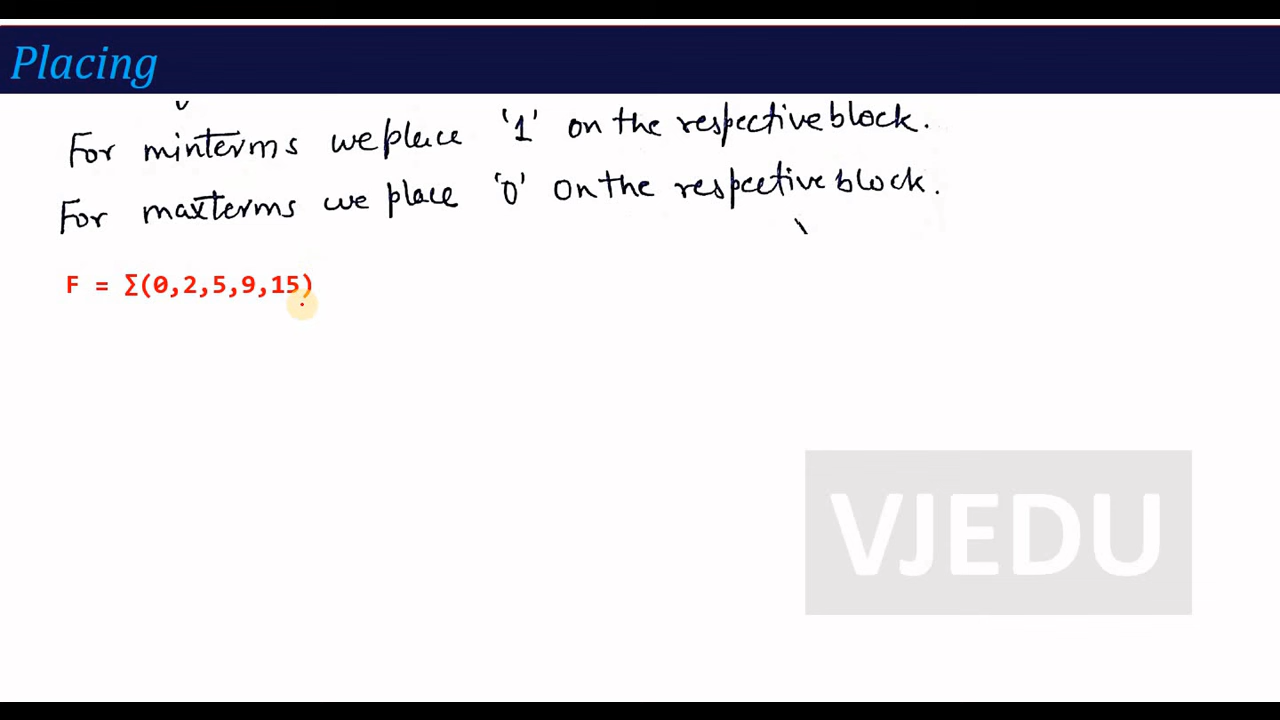 Placing
For minterms we place '1' on the respective block.
For maxterms we place '0' on the respective block.
F = Σ(0,2,5,9,15)
VJEDU